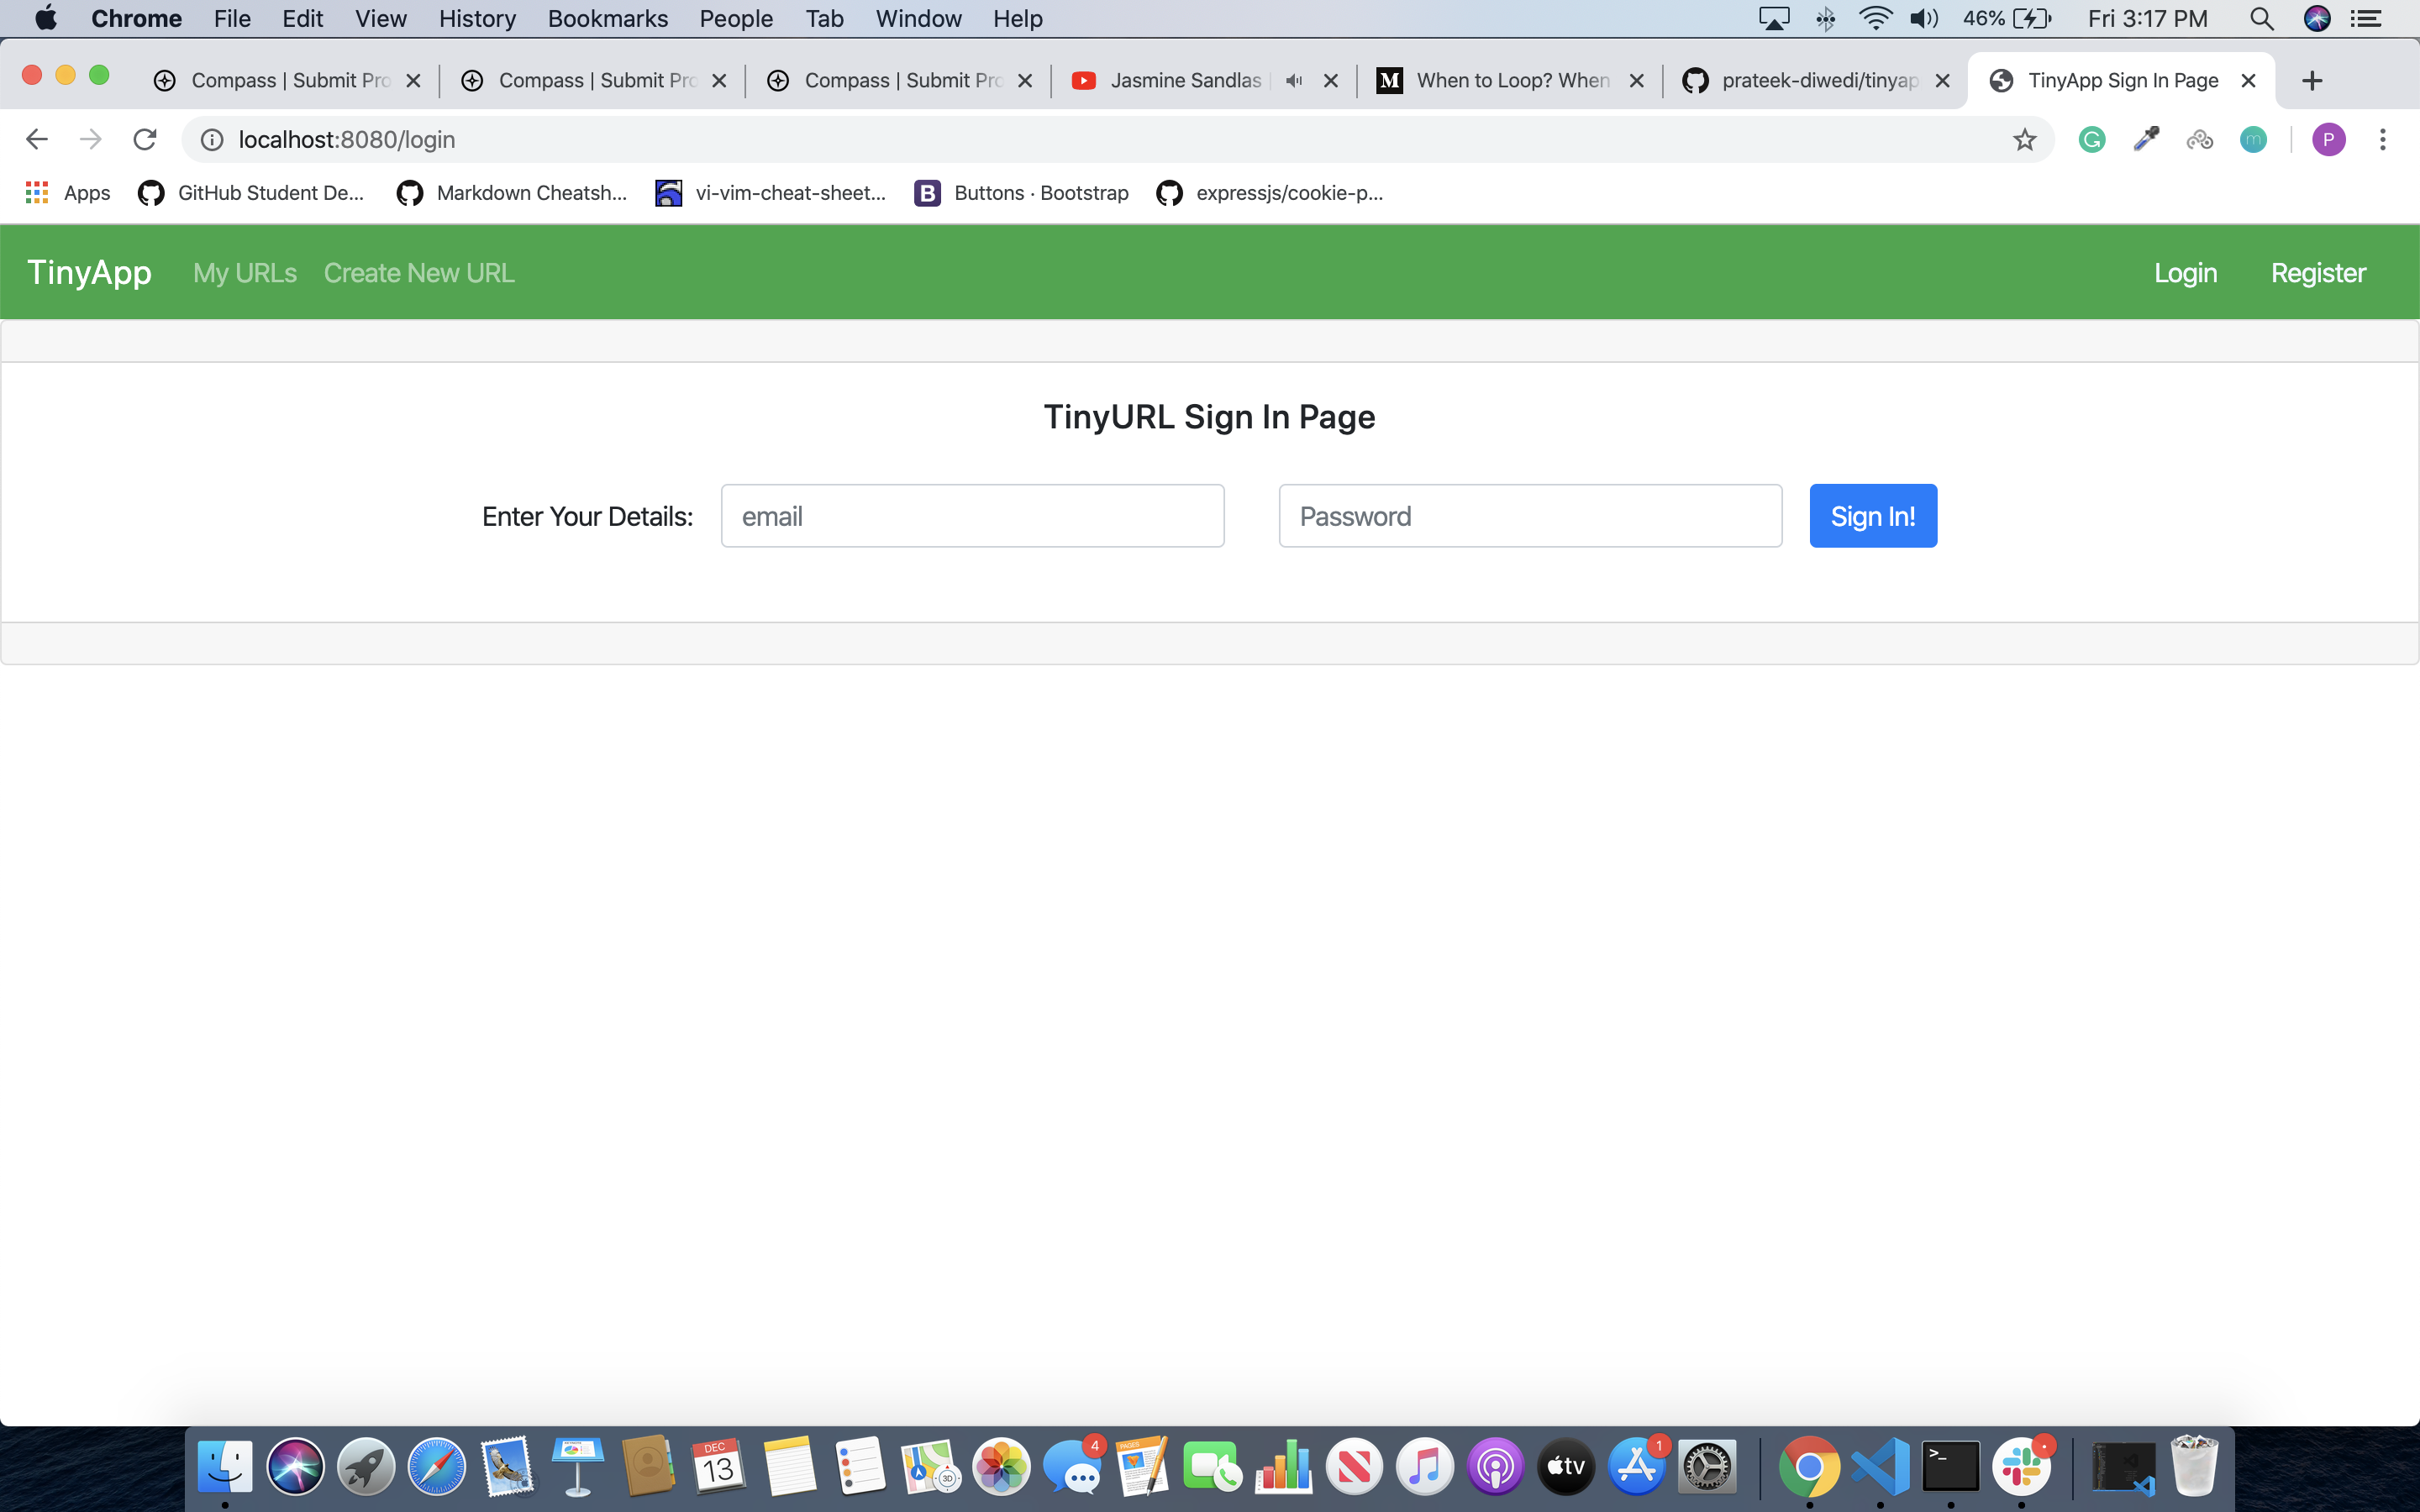 Chrome File Edit View History Bookmarks People Tab Window Help 46% Fri 3:17 PM
Compass | Submit Pro Compass | Submit Pro Compass | Submit Pro Jasmine Sandlas | M When to Loop? When prateek-diwedi/tinyap TinyApp Sign In Page
localhost:8080/login G m P
Apps GitHub Student De... Markdown Cheatsh... vi-vim-cheat-sheet... B Buttons · Bootstrap expressjs/cookie-p...
TinyApp My URLs Create New URL Login Register
TinyURL Sign In Page
Enter Your Details: email Password Sign In!
DEC 13 3D 4 PAGES tv 1 >_